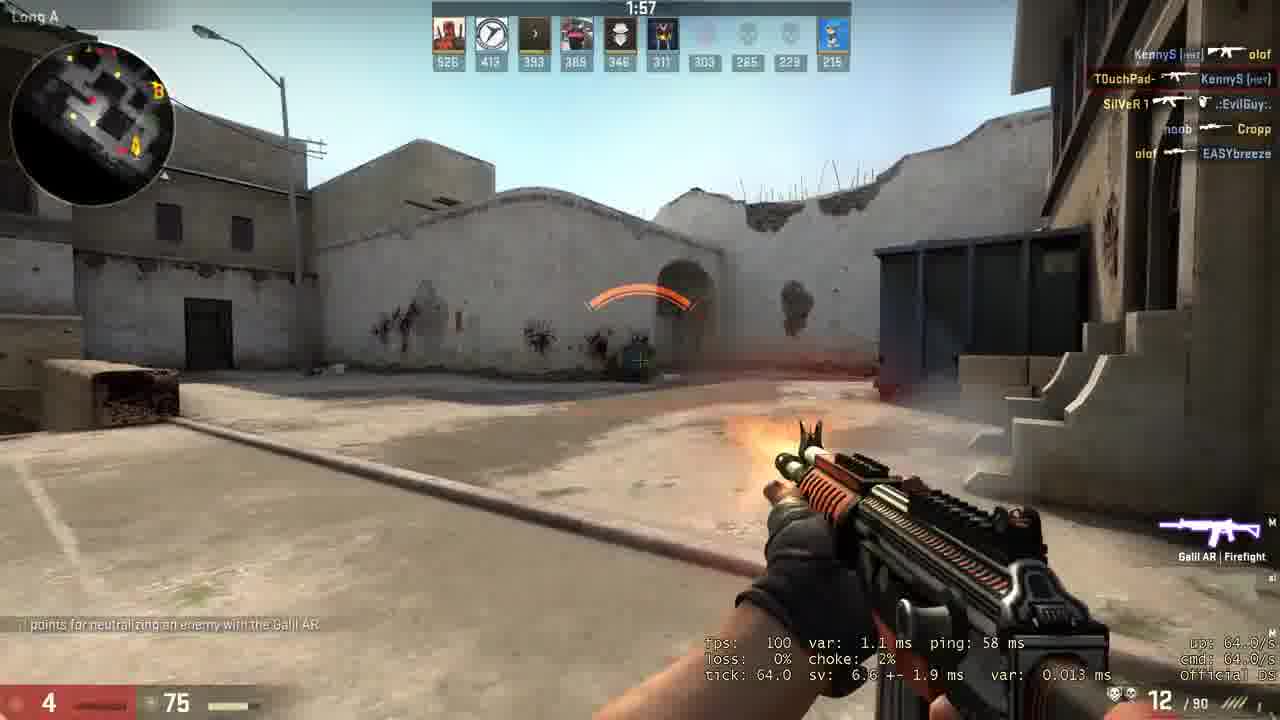 Long A
1:57
526 413 393 369 346 311 303 265 229 215
B
KennyS [HRT] olof
T0uchPad- KennyS [HRT]
SilVeR 1 .:EvilGuy:.
noob Cropp
olof EASYbreeze
M
Galil AR | Firefight
points for neutralizing an enemy with the Galil AR
fps: 100 var: 1.1 ms ping: 58 ms up: 64.0/s
loss: 0% choke: 2% cmd: 64.0/s
tick: 64.0 sv: 6.6 +- 1.9 ms var: 0.013 ms Official DS
4 75 12 / 90